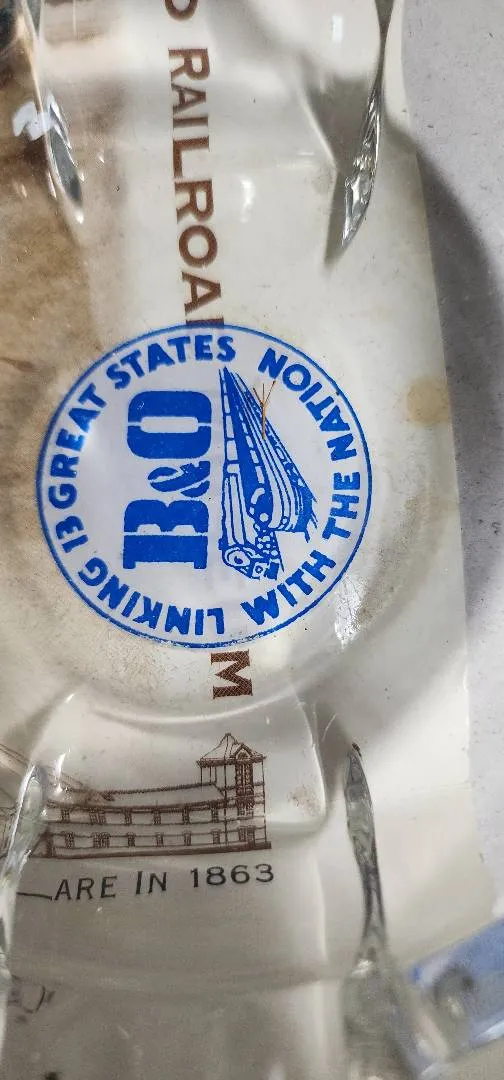 RAILROA
M
LINKING 13 GREAT STATES
WITH THE NATION
B&O
ARE IN 1863